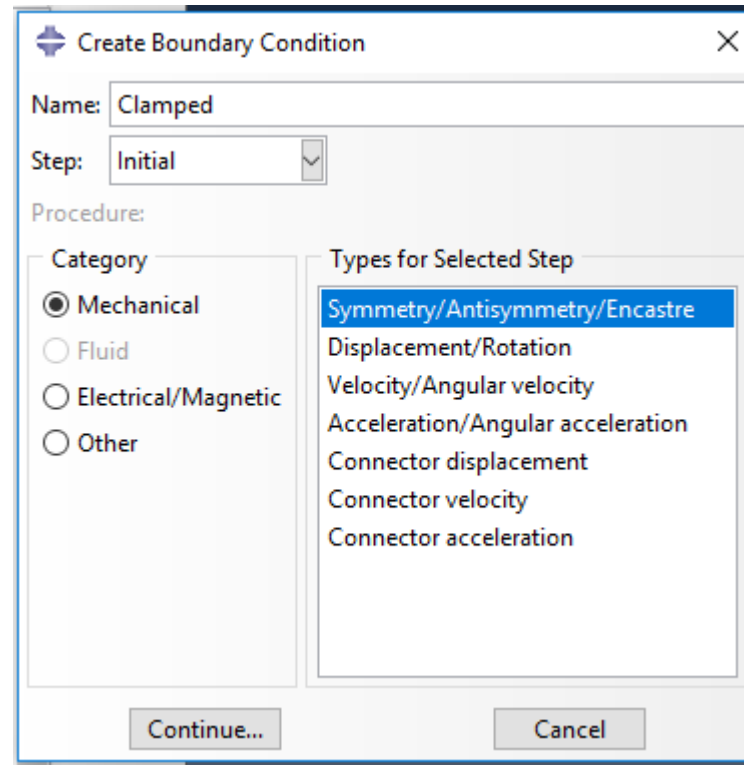 Create Boundary Condition
Name: Clamped
Step: Initial
Procedure:
Category
Mechanical
Fluid
Electrical/Magnetic
Other
Types for Selected Step
Symmetry/Antisymmetry/Encastre
Displacement/Rotation
Velocity/Angular velocity
Acceleration/Angular acceleration
Connector displacement
Connector velocity
Connector acceleration
Continue...
Cancel